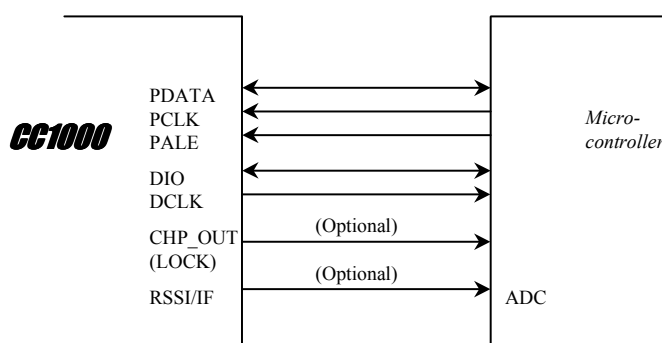 PDATA
PCLK
PALE
CC1000
Micro-
controller
DIO
DCLK
CHP_OUT
(LOCK)
(Optional)
RSSI/IF
(Optional)
ADC